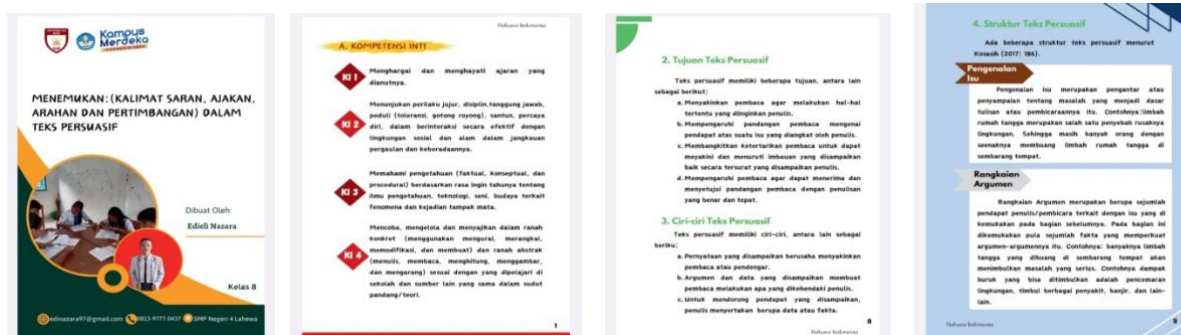 Kampus
Merdeka
INDONESIA JAYA
MENEMUKAN: (KALIMAT SARAN, AJAKAN,
ARAHAN DAN PERTIMBANGAN) DALAM
TEKS PERSUASIF
Dibuat Oleh:
Edieli Nazara
Kelas 8
edinazara97@gmail.com
0813-9777-0437
SMP Negeri 4 Lahewa
Bahasa Indonesia
A. KOMPETENSI INTI
KI 1
Menghargai dan menghayati ajaran yang
dianutnya.
KI 2
Menunjukan perilaku jujur, disiplin,tanggung jawab,
peduli (toleransi, gotong royong), santun, percaya
diri, dalam berinteraksi secara efektif dengan
lingkungan sosial dan alam dalam jangkauan
pergaulan dan keberadaannya.
KI 3
Memahami pengetahuan (faktual, konseptual, dan
procedural) berdasarkan rasa ingin tahunya tentang
ilmu pengetahuan, teknologi, seni, budaya terkait
fenomena dan kejadian tampak mata.
KI 4
Mencoba, mengelola dan menyajikan dalam ranah
konkret (menggunakan mengurai, merangkai,
memodifikasi, dan membuat) dan ranah abstrak
(menulis, membaca, menghitung, menggambar,
dan mengarang) sesuai dengan yang dipelajari di
sekolah dan sumber lain yang sama dalam sudut
pandang/teori.
1
2. Tujuan Teks Persuasif
Teks persuasif memiliki beberapa tujuan, antara lain
sebagai berikut;
a. Menyakinkan pembaca agar melakukan hal-hal
tertentu yang diinginkan penulis.
b. Mempengaruhi pandangan pembaca mengenai
pendapat atas suatu isu yang diangkat oleh penulis.
c. Membangkitkan ketertarikan pembaca untuk dapat
meyakini dan menuruti imbauan yang disampaikan
baik secara tersurat yang disampaikan penulis.
d. Mempengaruhi pembaca agar dapat menerima dan
menyetujui pandangan pembaca dengan penulisan
yang benar dan tepat.
3. Ciri-ciri Teks Persuasif
Teks persuasif memiliki ciri-ciri, antara lain sebagai
beriku;
a. Pernyataan yang disampaikan berusaha menyakinkan
pembaca atau pendengar.
b. Argumen dan data yang disampaikan membuat
pembaca melakukan apa yang dikehendaki penulis.
c. Untuk mendorong pendapat yang disampaikan,
penulis menyertakan berupa data atau fakta.
8
Bahasa Indonesia
4. Struktur Teks Persuasif
Ada beberapa struktur teks persuasif menurut
Kosasih (2017: 186).
Pengenalan
Isu
Pengenalan isu merupakan pengantar atau
penyampaian tentang masalah yang menjadi dasar
tulisan atau pembicaraannya itu. Contohnya:limbah
rumah tangga merupakan salah satu penyebab rusaknya
lingkungan. Sehingga masih banyak orang dengan
seenaknya membuang limbah rumah tangga di
sembarang tempat.
Rangkaian
Argumen
Rangkaian Argumen merupakan berupa sejumlah
pendapat penulis/pembicara terkait dengan isu yang di
kemukakan pada bagian sebelumnya. Pada bagian ini
dikemukakan pula sejumlah fakta yang memperkuat
argumen-argumennya itu. Contohnya: banyaknya limbah
tangga yang dibuang di sembarang tempat akan
menimbulkan masalah yang serius. Contohnya dampak
buruk yang bisa ditimbulkan adalah pencemaran
lingkungan, timbul berbagai penyakit, banjir, dan lain-
lain.
Bahasa Indonesia
9